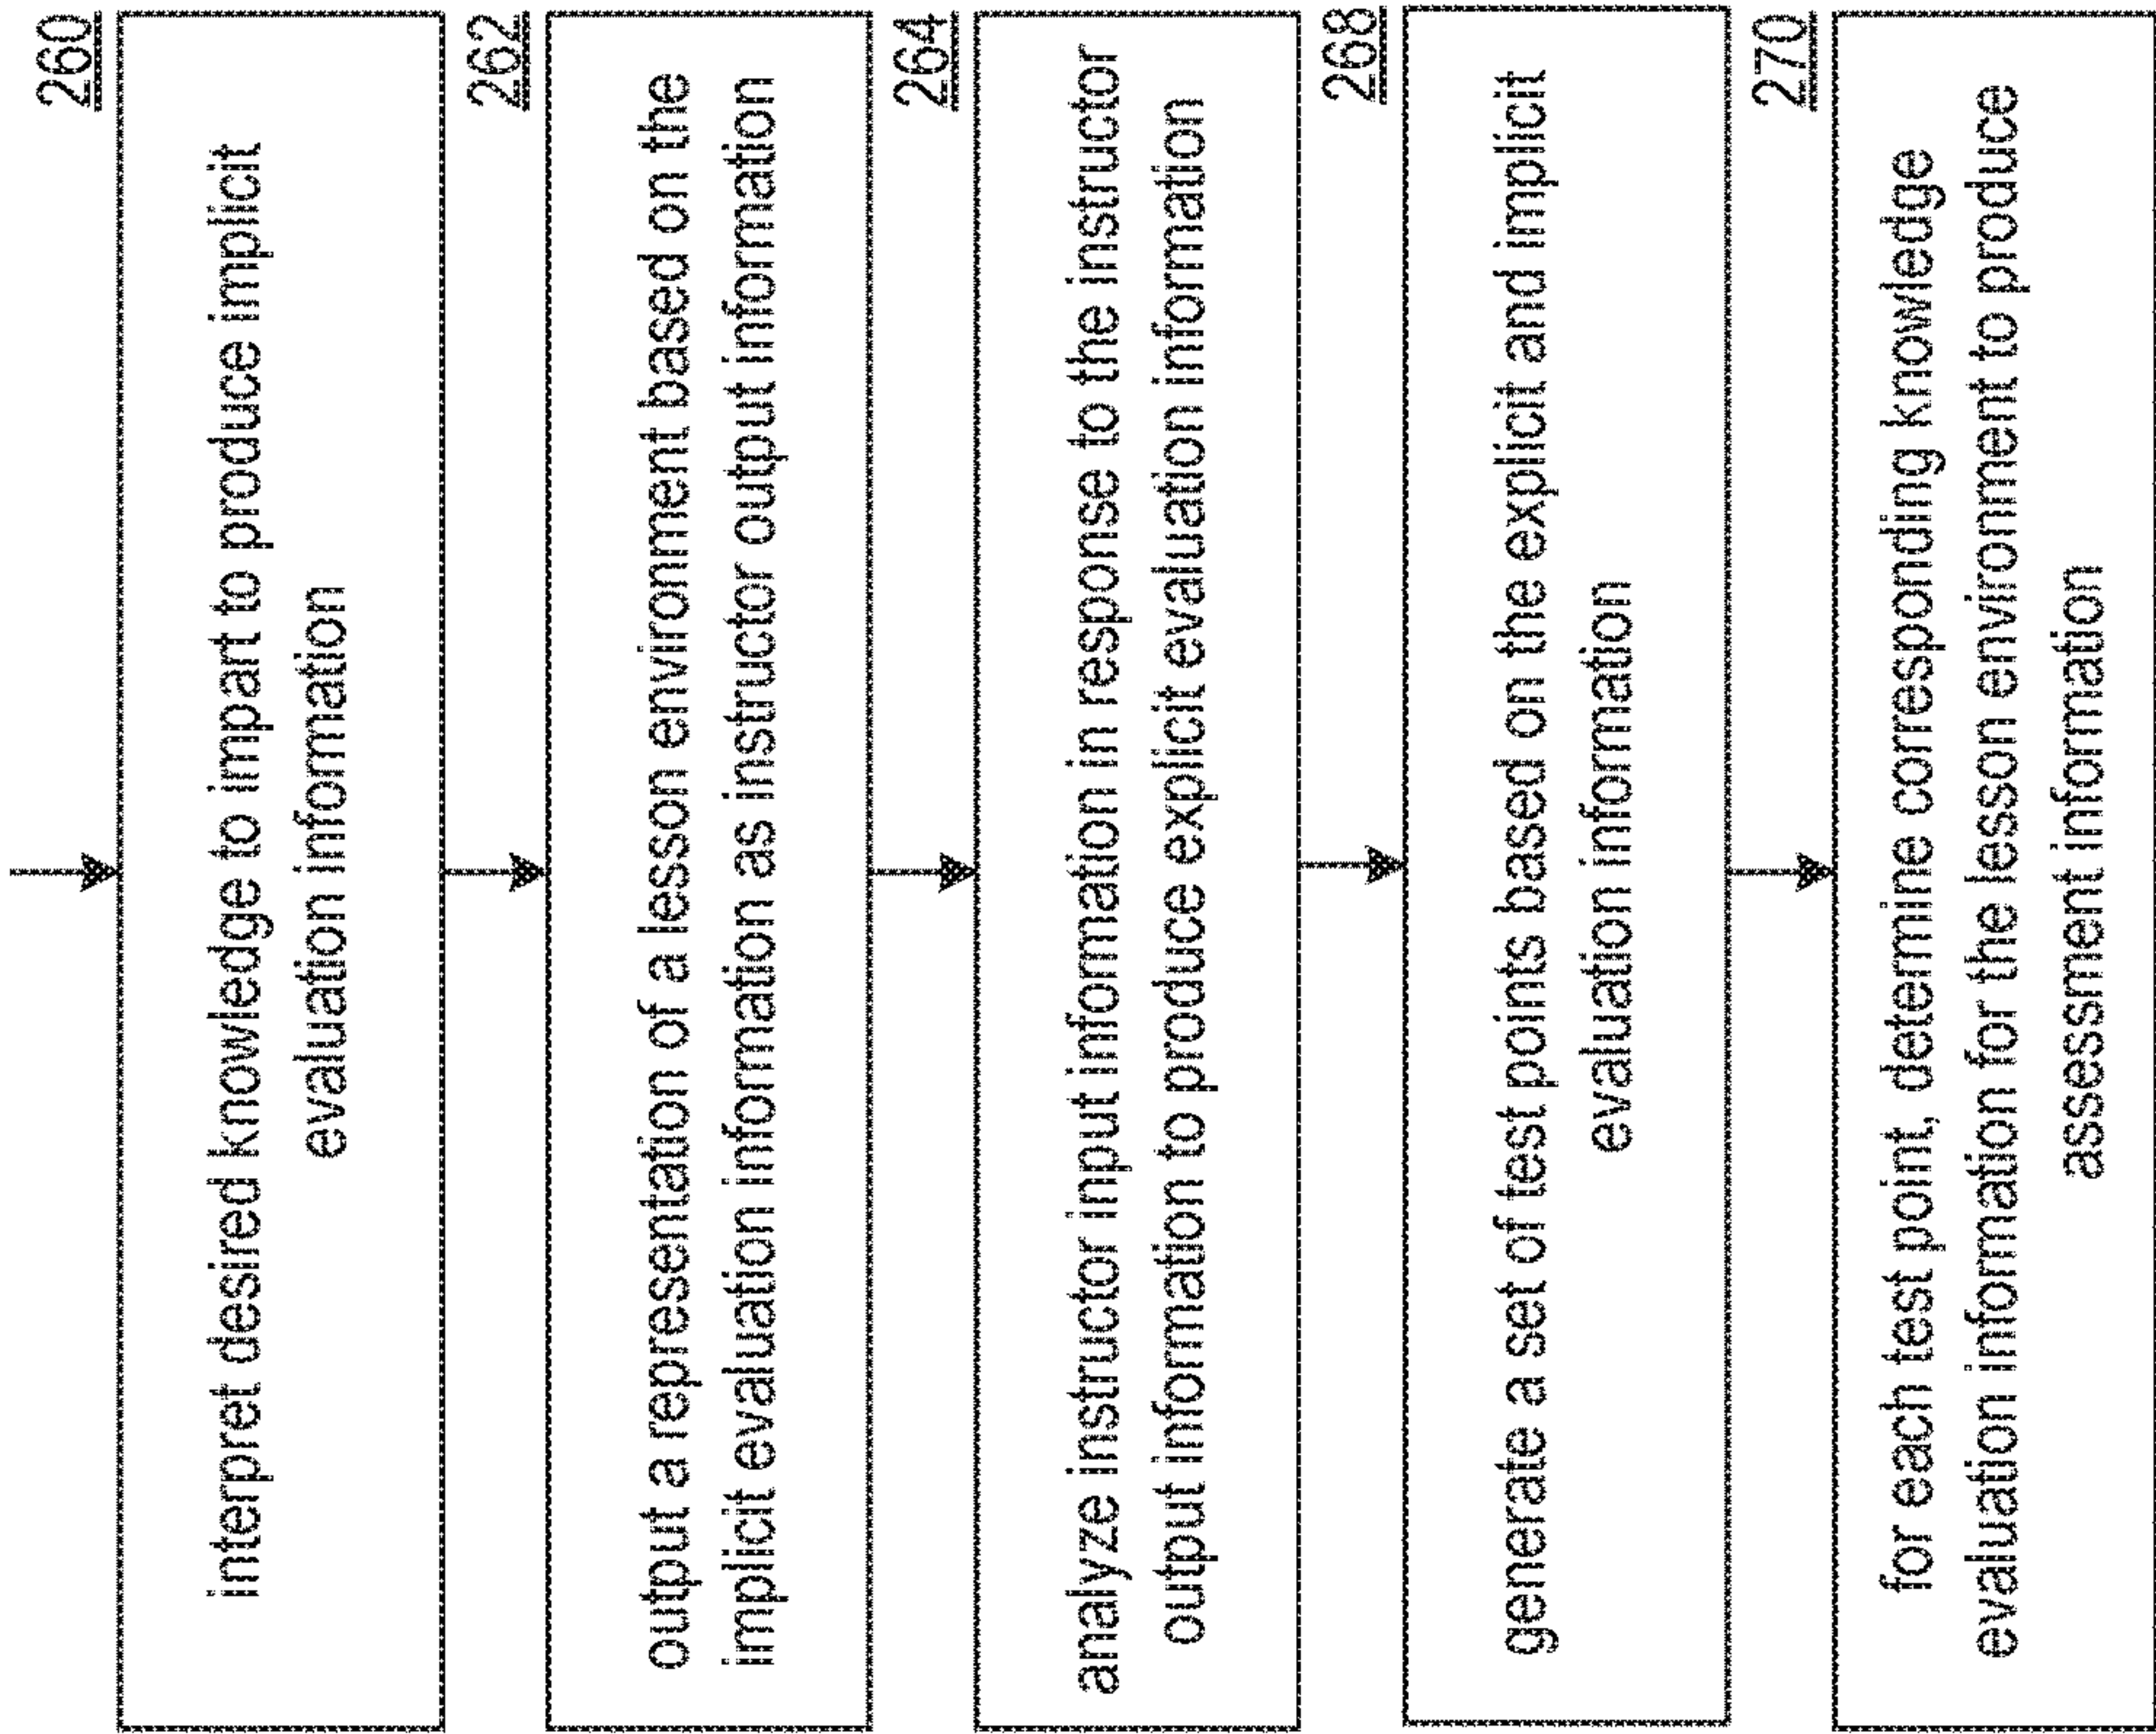 260
interpret desired knowledge to impart to produce implicit
evaluation information
262
output a representation of a lesson environment based on the
implicit evaluation information as instructor output information
264
analyze instructor input information in response to the instructor
output information to produce explicit evaluation information
268
generate a set of test points based on the explicit and implicit
evaluation information
270
for each test point, determine corresponding knowledge
evaluation information for the lesson environment to produce
assessment information